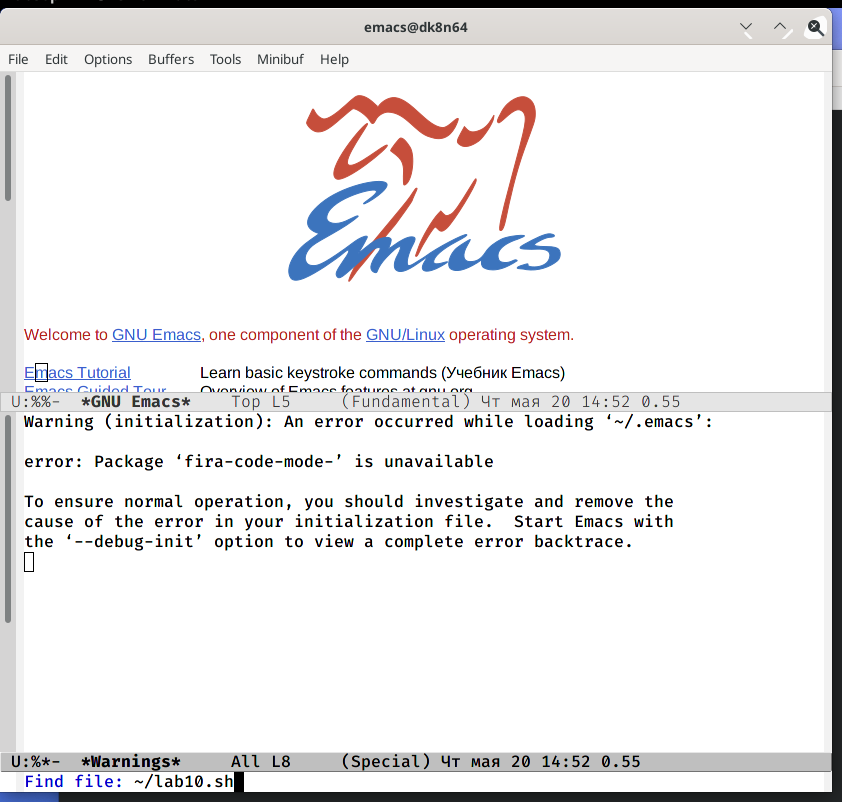 emacs@dk8n64
File Edit Options Buffers Tools Minibuf Help
Emacs
Welcome to GNU Emacs, one component of the GNU/Linux operating system.
Emacs Tutorial Learn basic keystroke commands (Учебник Emacs)
Emacs Guided Tour Overview of Emacs features at gnu.org
U:%%- *GNU Emacs* Top L5 (Fundamental) Чт мая 20 14:52 0.55
Warning (initialization): An error occurred while loading ‘~/.emacs’:
error: Package ‘fira-code-mode-’ is unavailable
To ensure normal operation, you should investigate and remove the
cause of the error in your initialization file.  Start Emacs with
the ‘--debug-init’ option to view a complete error backtrace.
U:%*- *Warnings* All L8 (Special) Чт мая 20 14:52 0.55
Find file: ~/lab10.sh